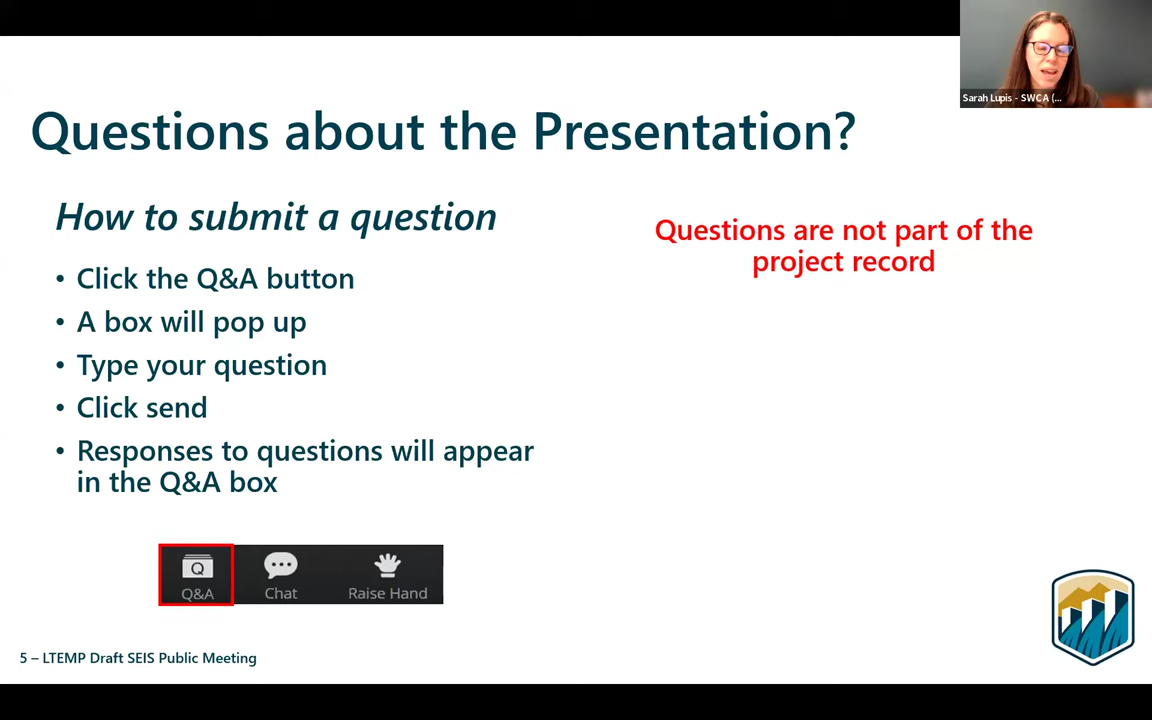 Sarah Lupis - SWCA (...
Questions about the Presentation?
How to submit a question
• Click the Q&A button
• A box will pop up
• Type your question
• Click send
• Responses to questions will appear
in the Q&A box
Questions are not part of the
project record
Q
Q&A
Chat
Raise Hand
5 – LTEMP Draft SEIS Public Meeting